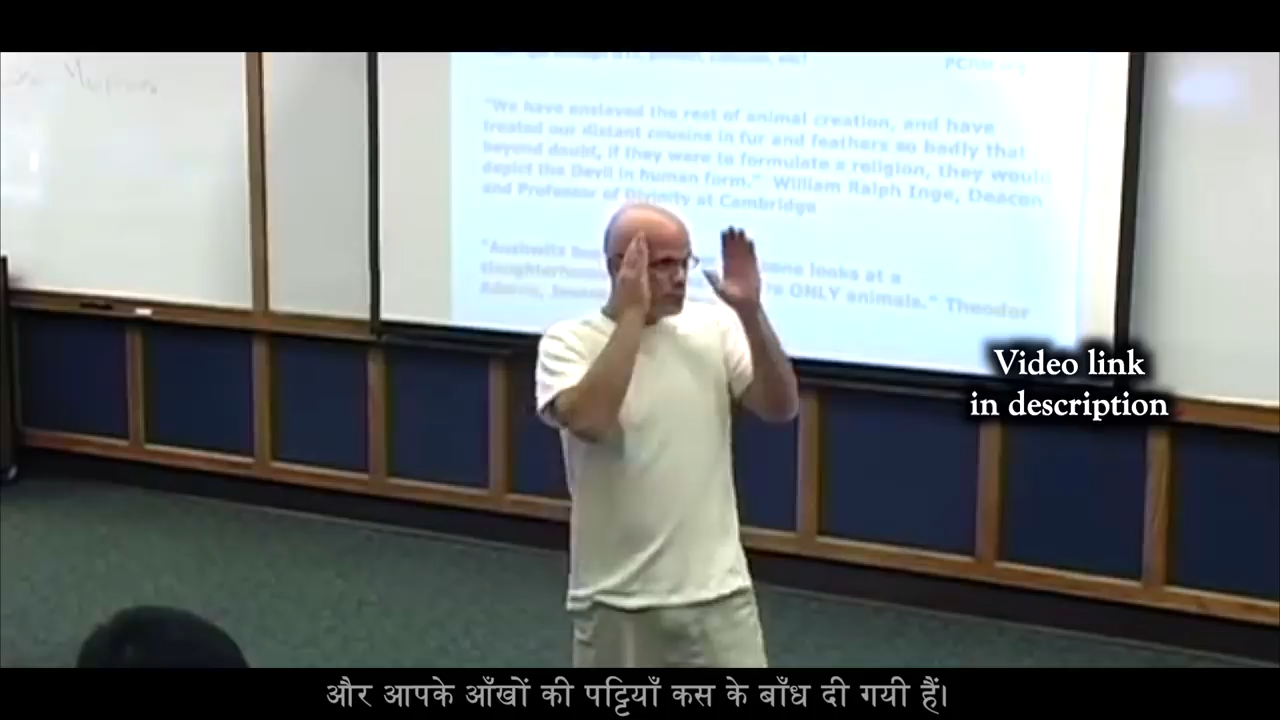 PCRM.org
"We have enslaved the rest of animal creation, and have
treated our distant cousins in fur and feathers so badly that
beyond doubt, if they were to formulate a religion, they would
depict the Devil in human form." William Ralph Inge, Deacon
and Professor of Divinity at Cambridge
looks at a
ONLY animals." Theodor
Video link
in description
और आपके आँखों की पट्टियाँ कस के बाँध दी गयी हैं।